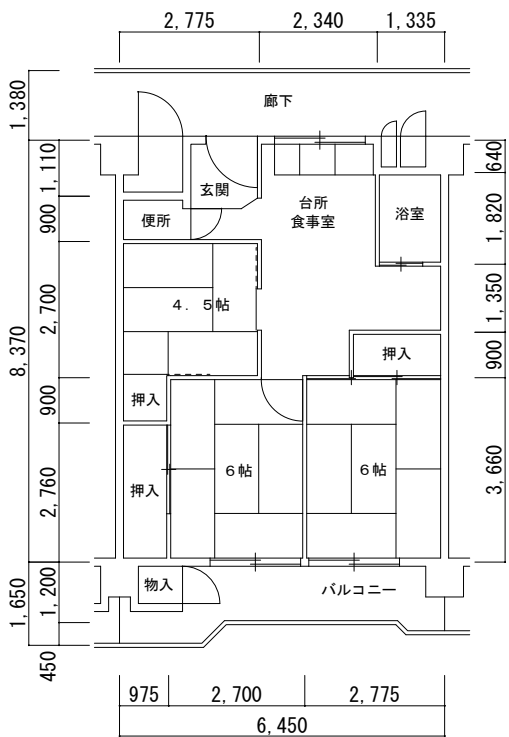 2,775
2,340
1,335
1,380
廊下
1,110
640
玄関
台所
食事室
浴室
便所
900
1,820
4．5帖
2,700
8,370
1,350
押入
900
900
押入
押入
6帖
6帖
2,760
3,660
物入
バルコニー
1,650
1,200
450
975
2,700
2,775
6,450